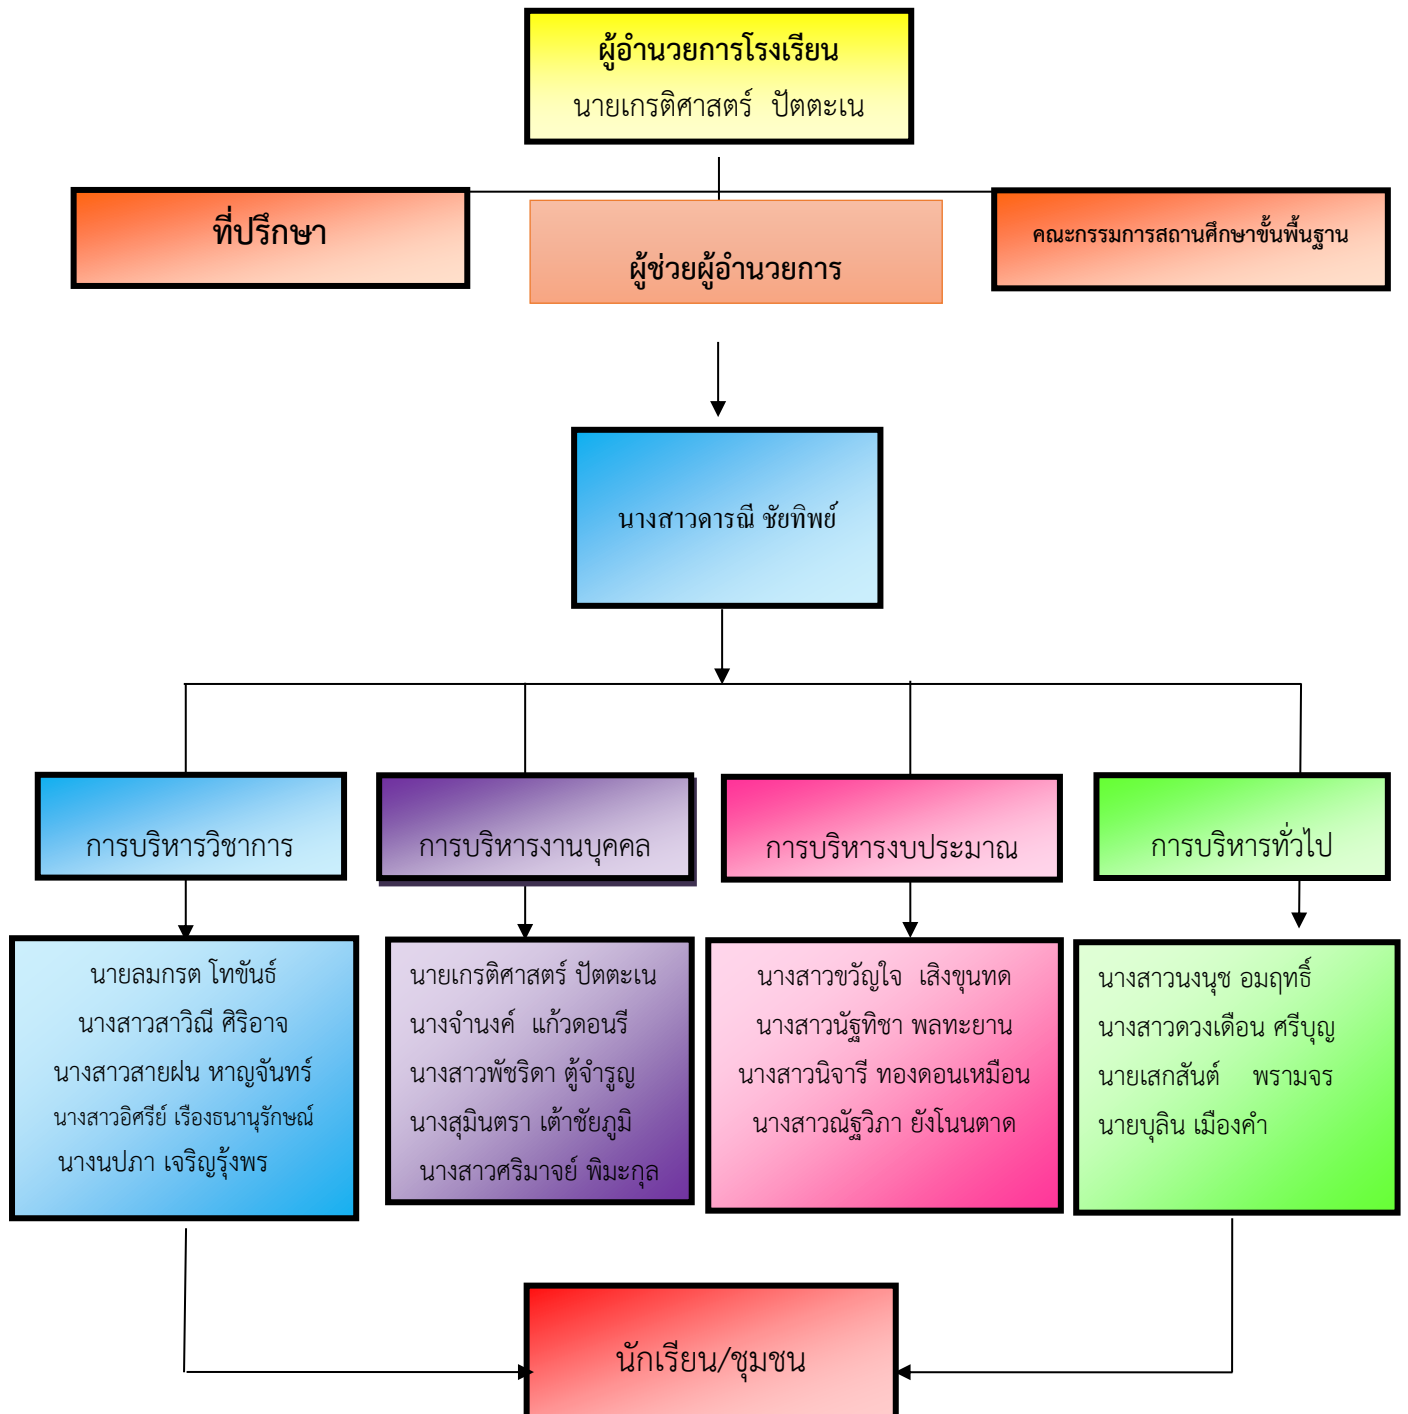 ผู้อำนวยการโรงเรียน
นายเกรติศาสตร์  ปัตตะเน
ที่ปรึกษา
ผู้ช่วยผู้อำนวยการ
คณะกรรมการสถานศึกษาขั้นพื้นฐาน
นางสาวดารณี ชัยทิพย์
การบริหารวิชาการ
การบริหารงานบุคคล
การบริหารงบประมาณ
การบริหารทั่วไป
นายลมกรต โทขันธ์
นางสาวสาวิณี ศิริอาจ
นางสาวสายฝน หาญจันทร์
นางสาวอิศรีย์ เรืองธนานุรักษณ์
นางนปภา เจริญรุ้งพร
นายเกรติศาสตร์ ปัตตะเน
นางจำนงค์  แก้วดอนรี
นางสาวพัชริดา ตู้จำรูญ
นางสุมินตรา เต้าชัยภูมิ
นางสาวศริมาจย์ พิมะกุล
นางสาวขวัญใจ  เสิงขุนทด
นางสาวนัฐทิชา พลทะยาน
นางสาวนิจารี ทองดอนเหมือน
นางสาวณัฐวิภา ยังโนนตาด
นางสาวนงนุช อมฤทธิ์
นางสาวดวงเดือน ศรีบุญ
นายเสกสันต์    พรามจร
นายบุลิน เมืองคำ
นักเรียน/ชุมชน